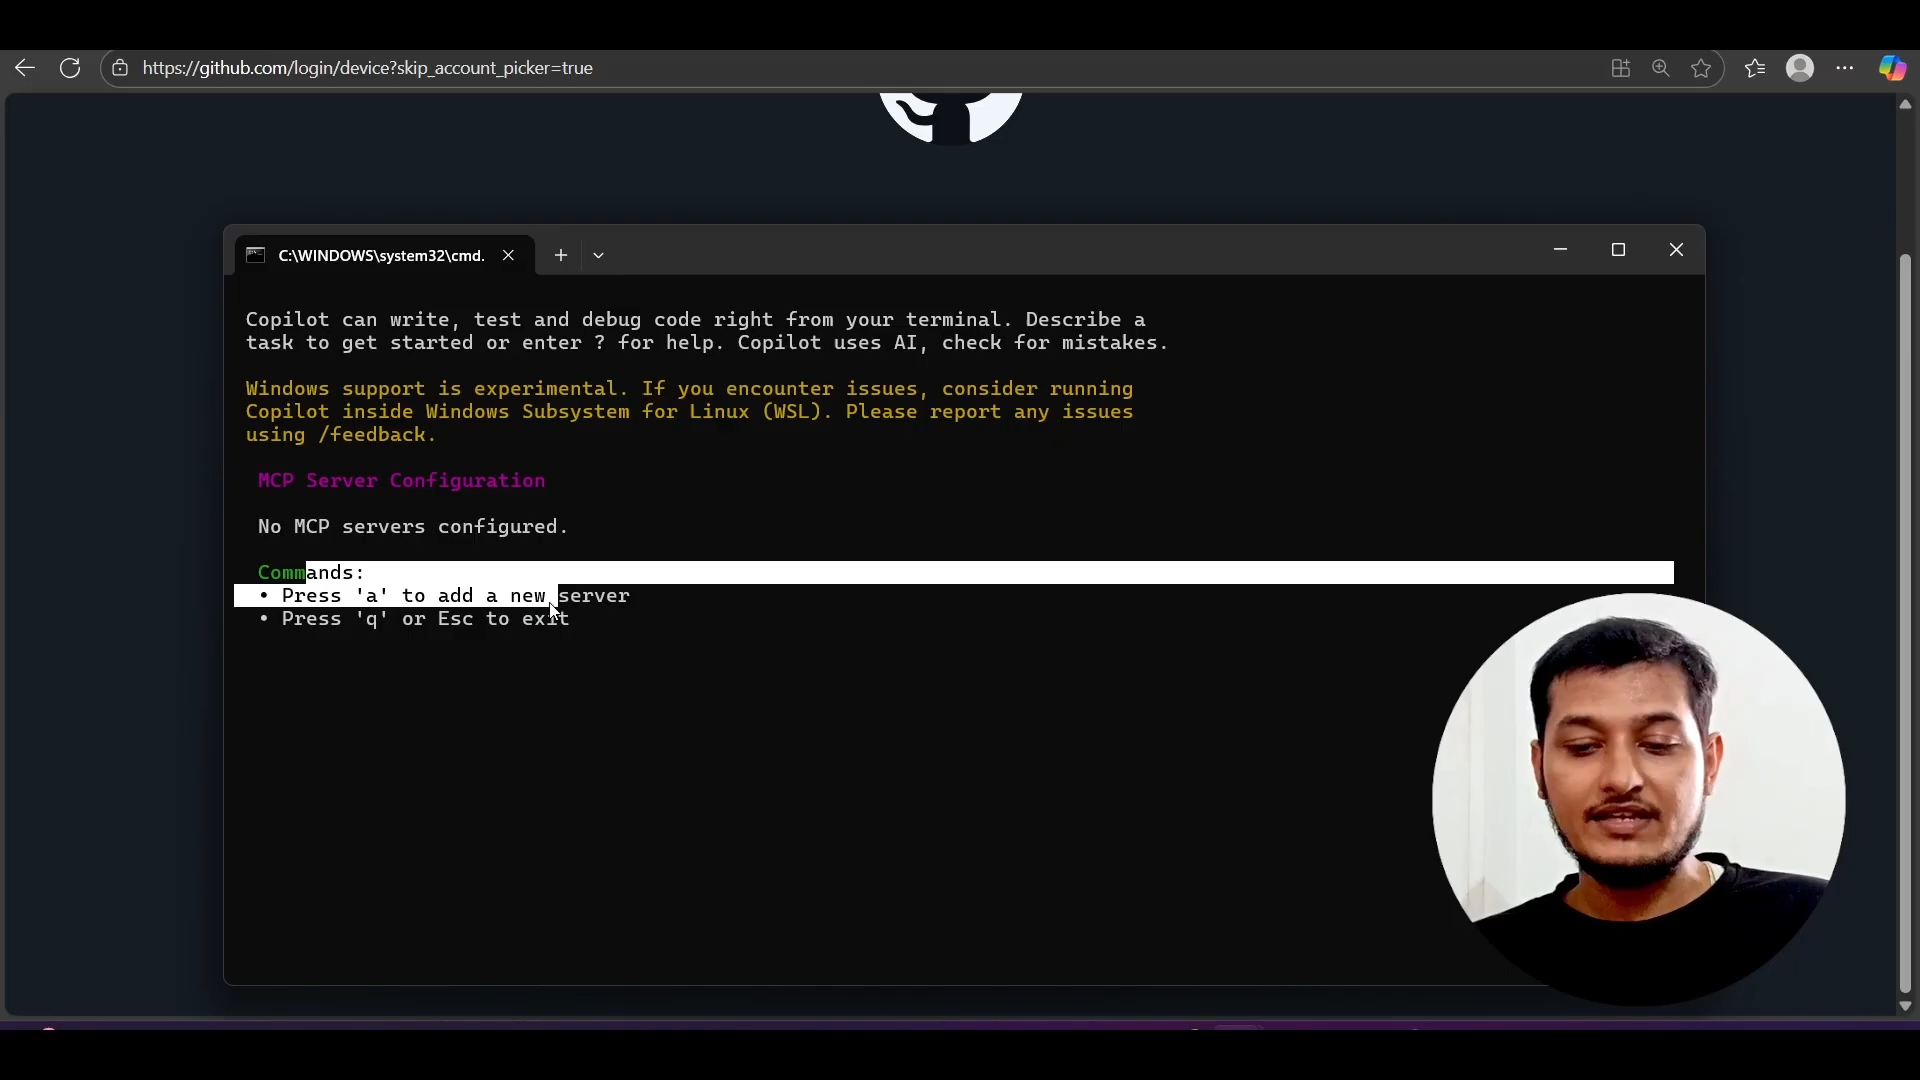 https://github.com/login/device?skip_account_picker=true
C:\WINDOWS\system32\cmd.
Copilot can write, test and debug code right from your terminal. Describe a
task to get started or enter ? for help. Copilot uses AI, check for mistakes.
Windows support is experimental. If you encounter issues, consider running
Copilot inside Windows Subsystem for Linux (WSL). Please report any issues
using /feedback.
MCP Server Configuration
No MCP servers configured.
Commands:
• Press 'a' to add a new server
• Press 'q' or Esc to exit